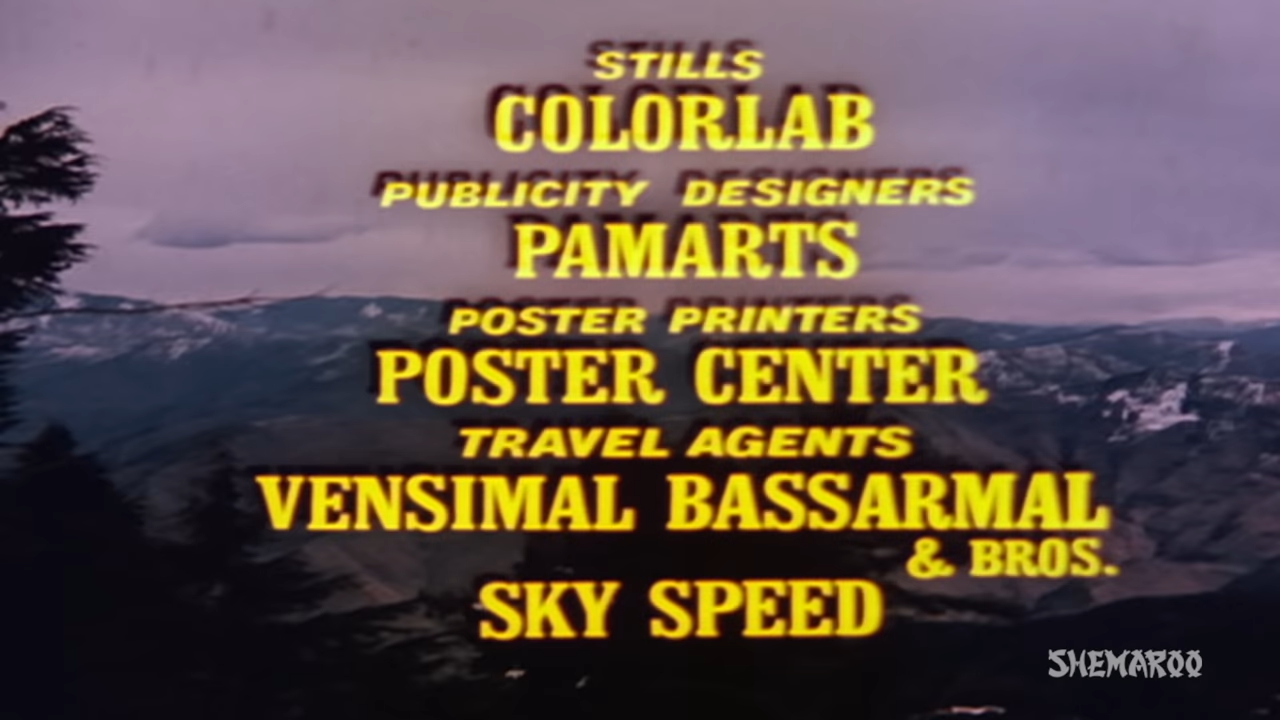 STILLS
COLORLAB
PUBLICITY DESIGNERS
PAMARTS
POSTER PRINTERS
POSTER CENTER
TRAVEL AGENTS
VENSIMAL BASSARMAL
& BROS.
SKY SPEED
SHEMAROO